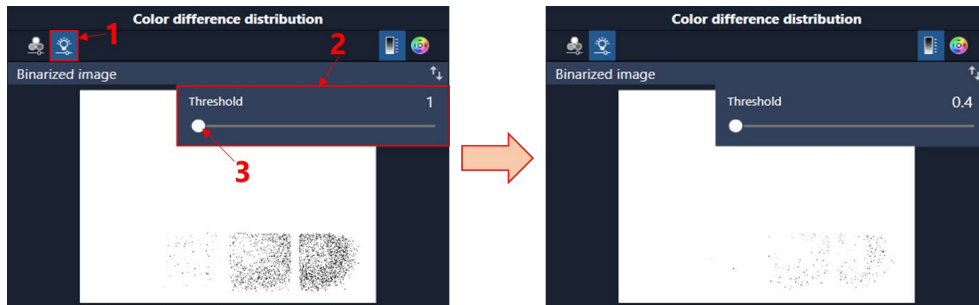 Color difference distribution
1
2
Binarized image
Threshold 1
3
Color difference distribution
Binarized image
Threshold 0.4